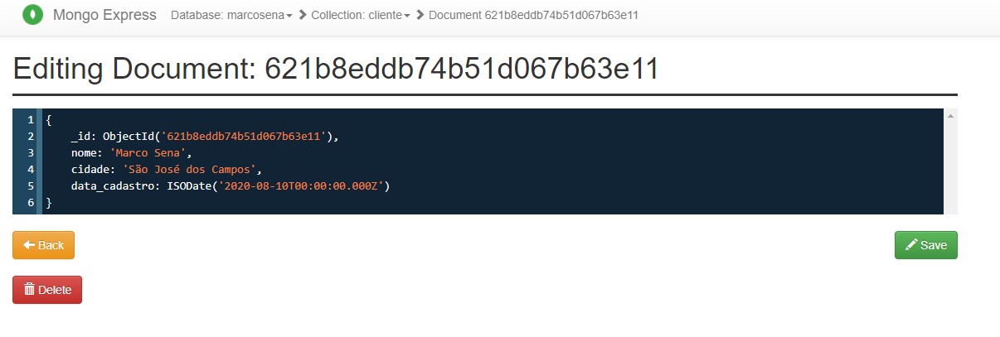 Mongo Express Database: marcosena Collection: cliente Document 621b8eddb74b51d067b63e11
Editing Document: 621b8eddb74b51d067b63e11
1 {
2 _id: ObjectId('621b8eddb74b51d067b63e11'),
3 nome: 'Marco Sena',
4 cidade: 'São José dos Campos',
5 data_cadastro: ISODate('2020-08-10T00:00:00.000Z')
6 }
Back Save
Delete